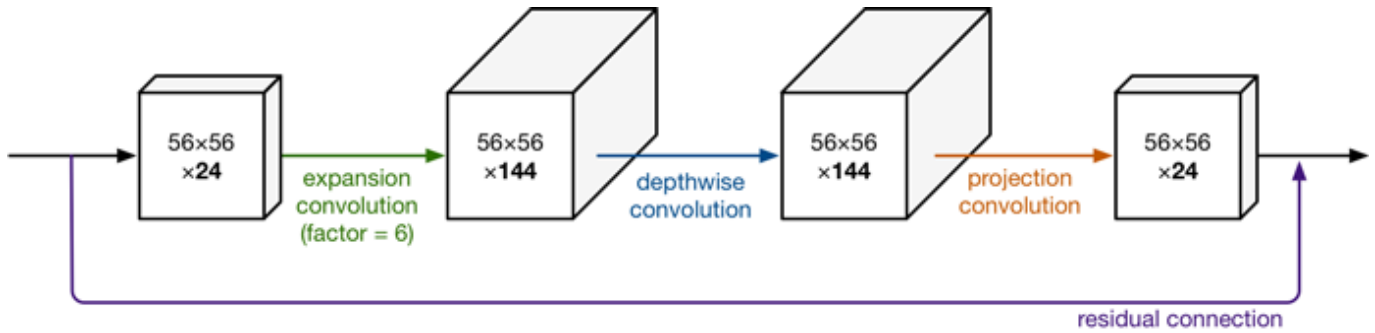 56×56
×24
expansion
convolution
(factor = 6)
56×56
×144
depthwise
convolution
56×56
×144
projection
convolution
56×56
×24
residual connection